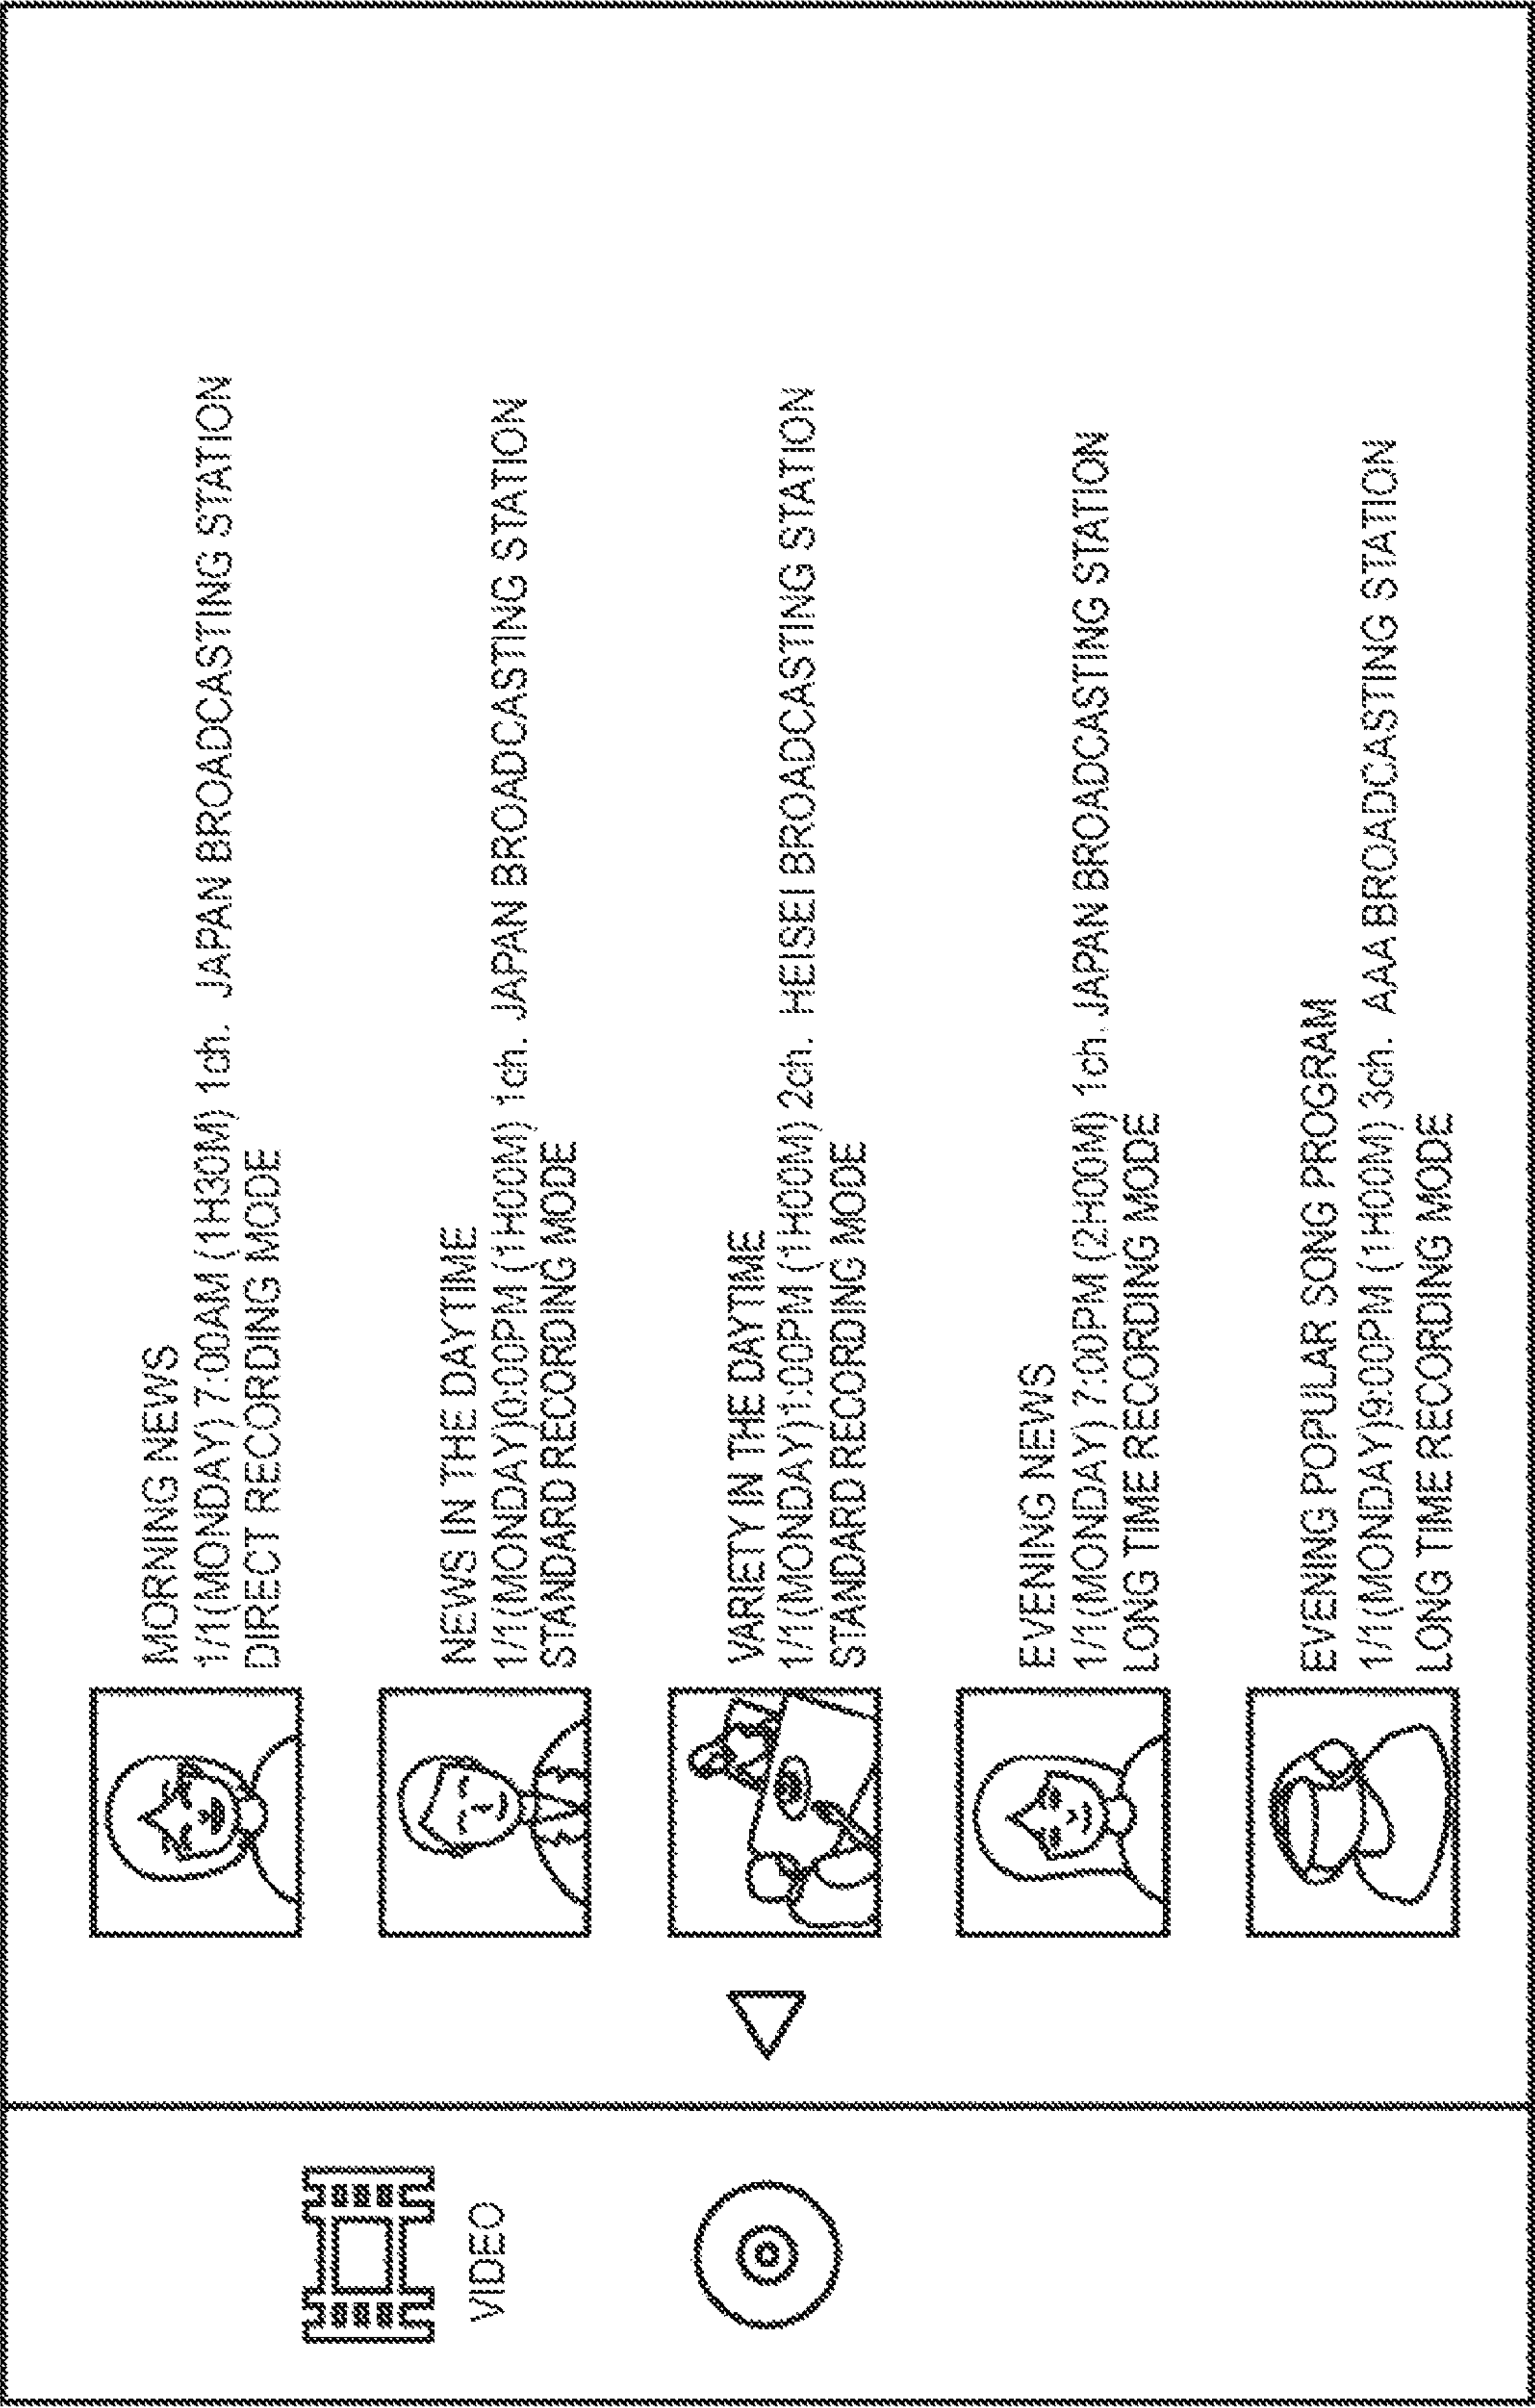 VIDEO
MORNING NEWS
1/1(MONDAY) 7:00AM (1H30M) 1ch. JAPAN BROADCASTING STATION
DIRECT RECORDING MODE
NEWS IN THE DAYTIME
1/1(MONDAY)0:00PM (1H00M) 1ch. JAPAN BROADCASTING STATION
STANDARD RECORDING MODE
VARIETY IN THE DAYTIME
1/1(MONDAY)1:00PM (1H00M) 2ch. HEISEI BROADCASTING STATION
STANDARD RECORDING MODE
EVENING NEWS
1/1(MONDAY) 7:00PM (2H00M) 1ch. JAPAN BROADCASTING STATION
LONG TIME RECORDING MODE
EVENING POPULAR SONG PROGRAM
1/1(MONDAY)9:00PM (1H00M) 3ch. AAA BROADCASTING STATION
LONG TIME RECORDING MODE